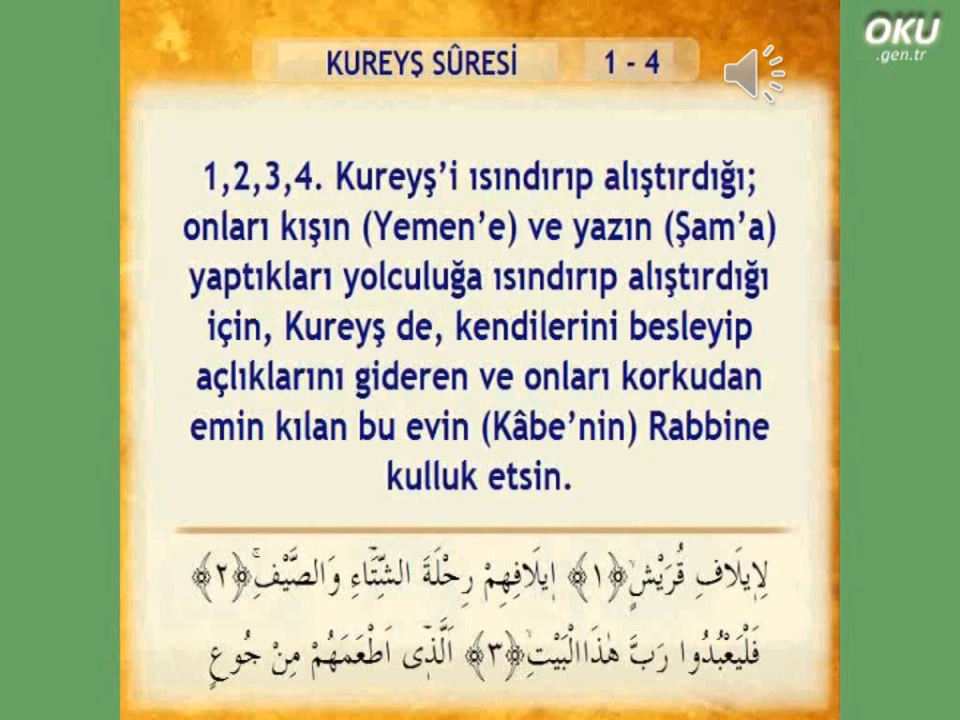 OKU
.gen.tr
KUREYŞ SÛRESİ 1 - 4
1,2,3,4. Kureyş’i ısındırıp alıştırdığı;
onları kışın (Yemen’e) ve yazın (Şam’a)
yaptıkları yolculuğa ısındırıp alıştırdığı
için, Kureyş de, kendilerini besleyip
açlıklarını gideren ve onları korkudan
emin kılan bu evin (Kâbe’nin) Rabbine
kulluk etsin.
لِا۪يلَافِ قُرَيْشٍۙ ﴿١﴾ ا۪يلَافِهِمْ رِحْلَةَ الشِّتَٓاءِ وَالصَّيْفِۚ ﴿٢﴾
فَلْيَعْبُدُوا رَبَّ هٰذَا الْبَيْتِۙ ﴿٣﴾ اَلَّذ۪ٓي اَطْعَمَهُمْ مِنْ جُوعٍ